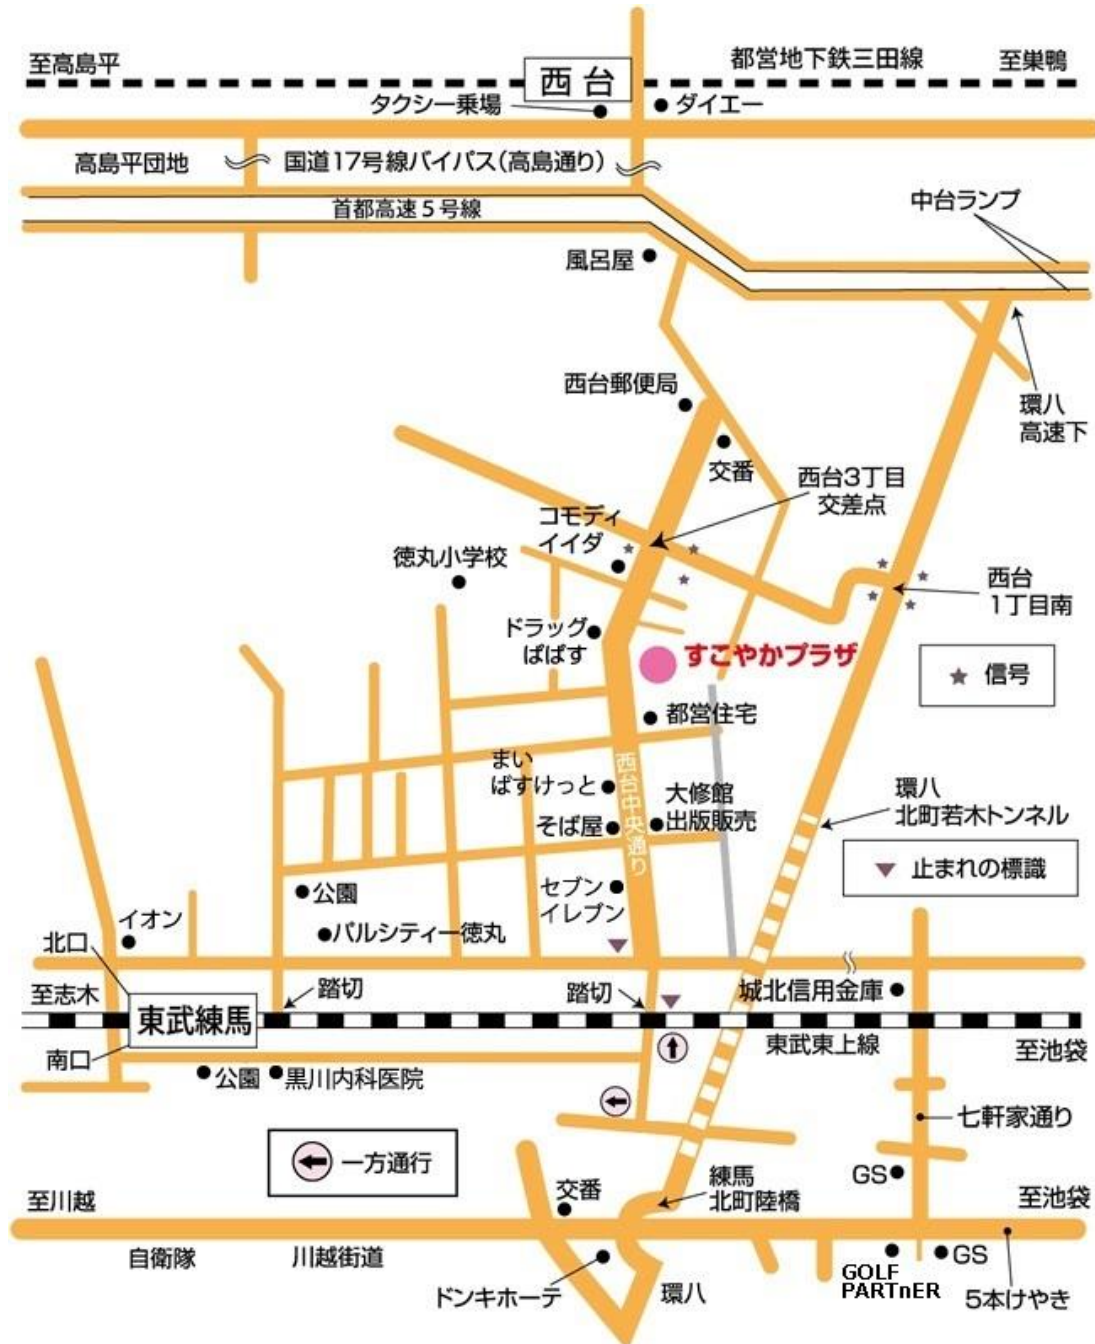 至高島平
西台
都営地下鉄三田線
至巣鴨
タクシー乗場
ダイエー
高島平団地
国道17号線バイパス(高島通り)
首都高速5号線
中台ランプ
風呂屋
西台郵便局
環八
高速下
交番
西台3丁目
交差点
コモディ
イイダ
徳丸小学校
西台
1丁目南
ドラッグ
ぱぱす
すこやかプラザ
信号
都営住宅
まい
ばすけっと
西台中央通り
大修館
出版販売
そば屋
環八
北町若木トンネル
止まれの標識
セブン
イレブン
公園
パルシティー徳丸
イオン
北口
至志木
踏切
踏切
城北信用金庫
東武練馬
東武東上線
至池袋
南口
公園
黒川内科医院
七軒家通り
一方通行
至川越
交番
練馬
北町陸橋
GS
至池袋
自衛隊
川越街道
ドンキホーテ
環八
GOLF
PARTnER
GS
5本けやき